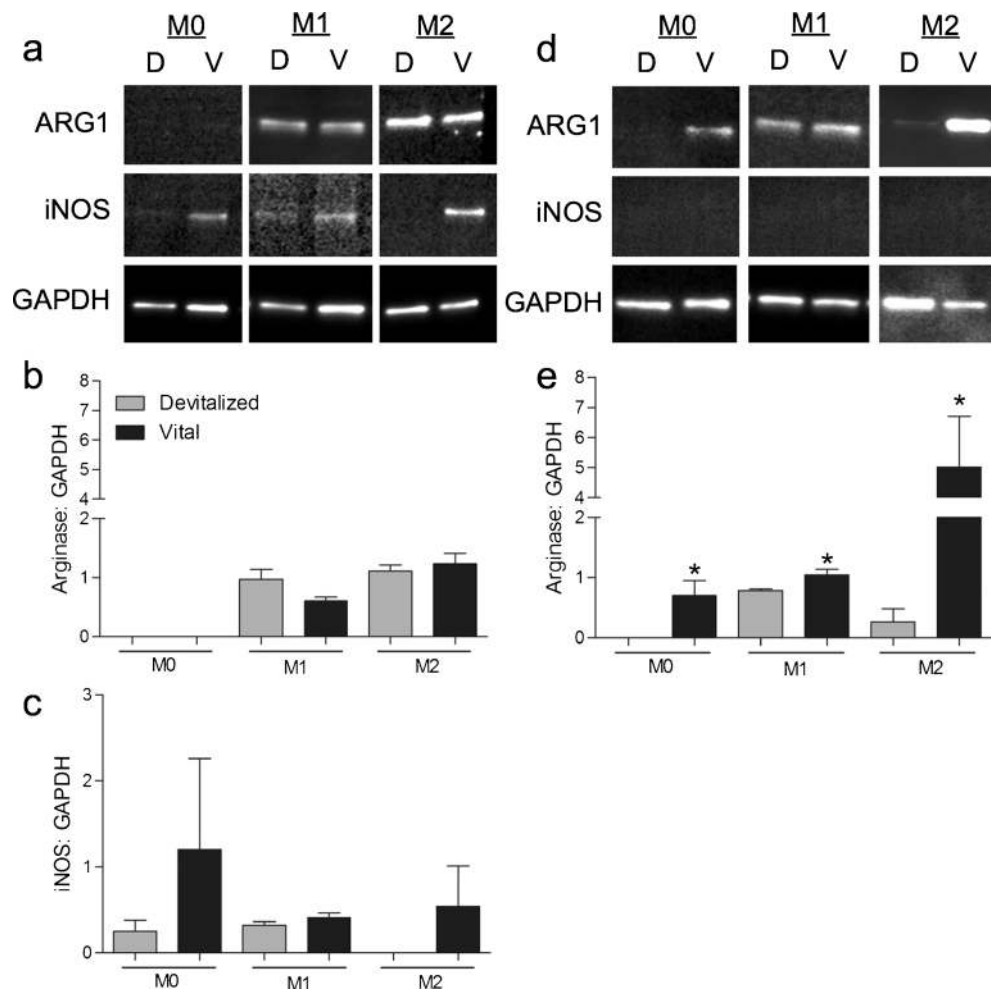 a
M0 M1 M2
D V D V D V
ARG1
iNOS
GAPDH
d
M0 M1 M2
D V D V D V
ARG1
iNOS
GAPDH
b
Arginase: GAPDH
8
7
6
5
4
2
1
0
Devitalized
Vital
M0 M1 M2
e
Arginase: GAPDH
8
7
6
5
4
2
1
0
* * *
M0 M1 M2
c
iNOS: GAPDH
3
2
1
0
M0 M1 M2